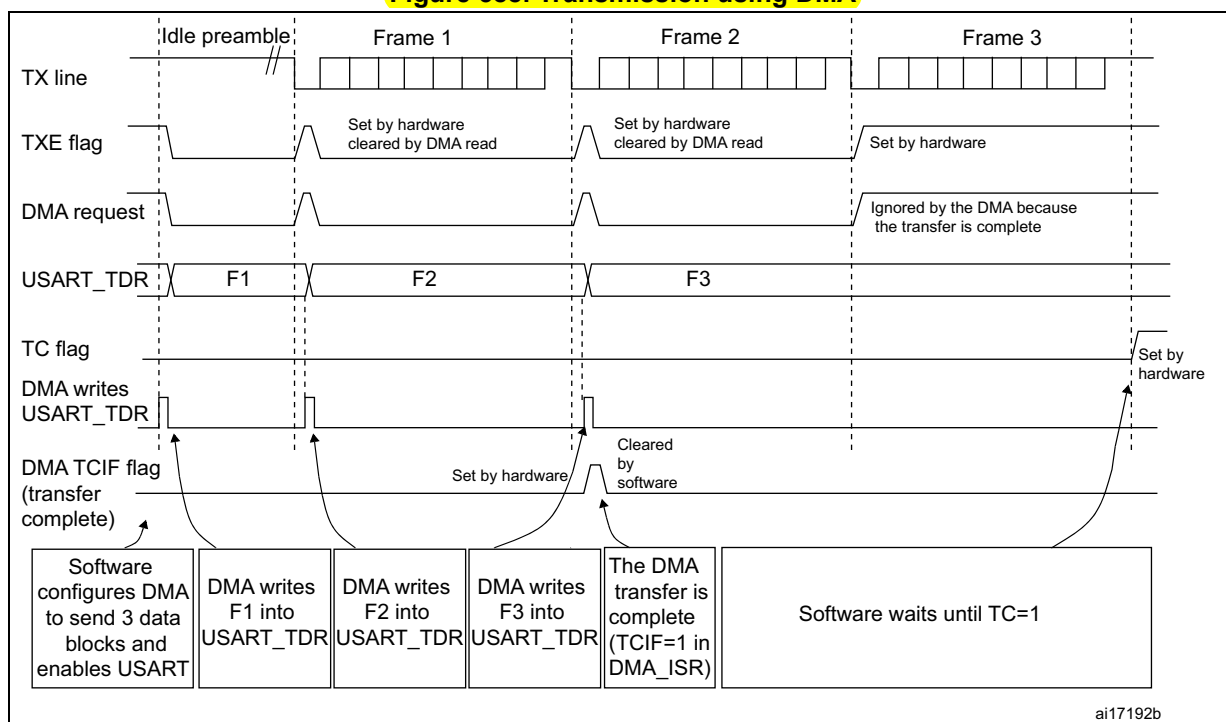 Figure 353. Transmission using DMA
Idle preamble
Frame 1
Frame 2
Frame 3
TX line
TXE flag
Set by hardware
cleared by DMA read
Set by hardware
cleared by DMA read
Set by hardware
DMA request
Ignored by the DMA because
the transfer is complete
USART_TDR
F1
F2
F3
TC flag
Set by
hardware
DMA writes
USART_TDR
DMA TCIF flag
(transfer
complete)
Set by hardware
Cleared
by
software
Software
configures DMA
to send 3 data
blocks and
enables USART
DMA writes
F1 into
USART_TDR
DMA writes
F2 into
USART_TDR
DMA writes
F3 into
USART_TDR
The DMA
transfer is
complete
(TCIF=1 in
DMA_ISR)
Software waits until TC=1
ai17192b